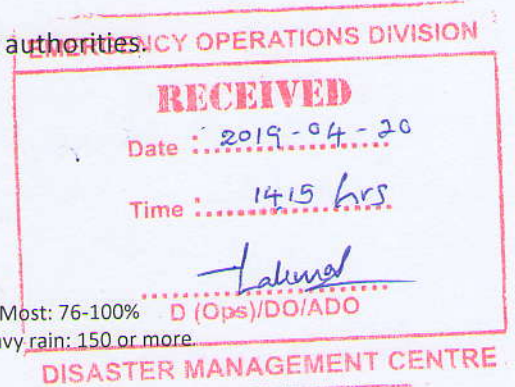 authorities.
EMERGENCY OPERATIONS DIVISION
RECEIVED
Date : 2019-04-20
Time : 1415 hrs
Most: 76-100%
D (Ops)/DO/ADO
vy rain: 150 or more
DISASTER MANAGEMENT CENTRE